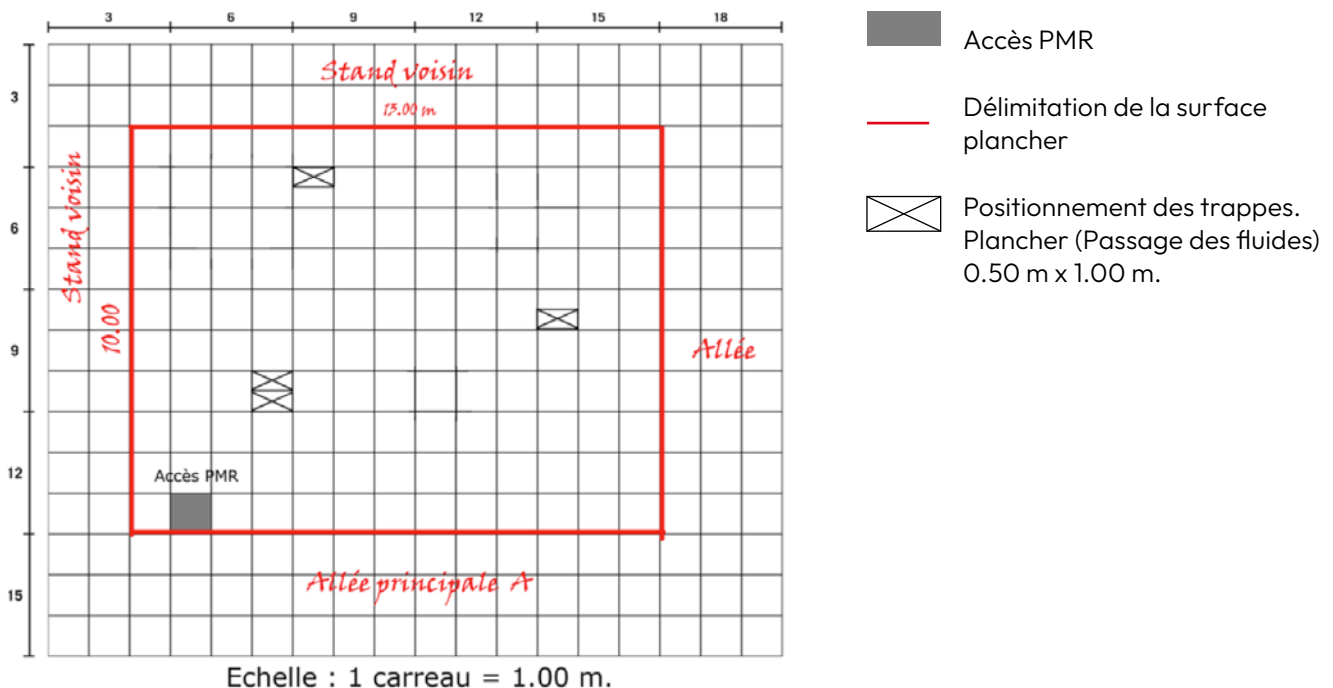 3 6 9 12 15 18
3
6
9
12
15
Stand voisin
13.00 m
Stand voisin
10.00
Allée
Accès PMR
Allée principale A
Echelle : 1 carreau = 1.00 m.
Accès PMR
Délimitation de la surface
plancher
Positionnement des trappes.
Plancher (Passage des fluides)
0.50 m x 1.00 m.